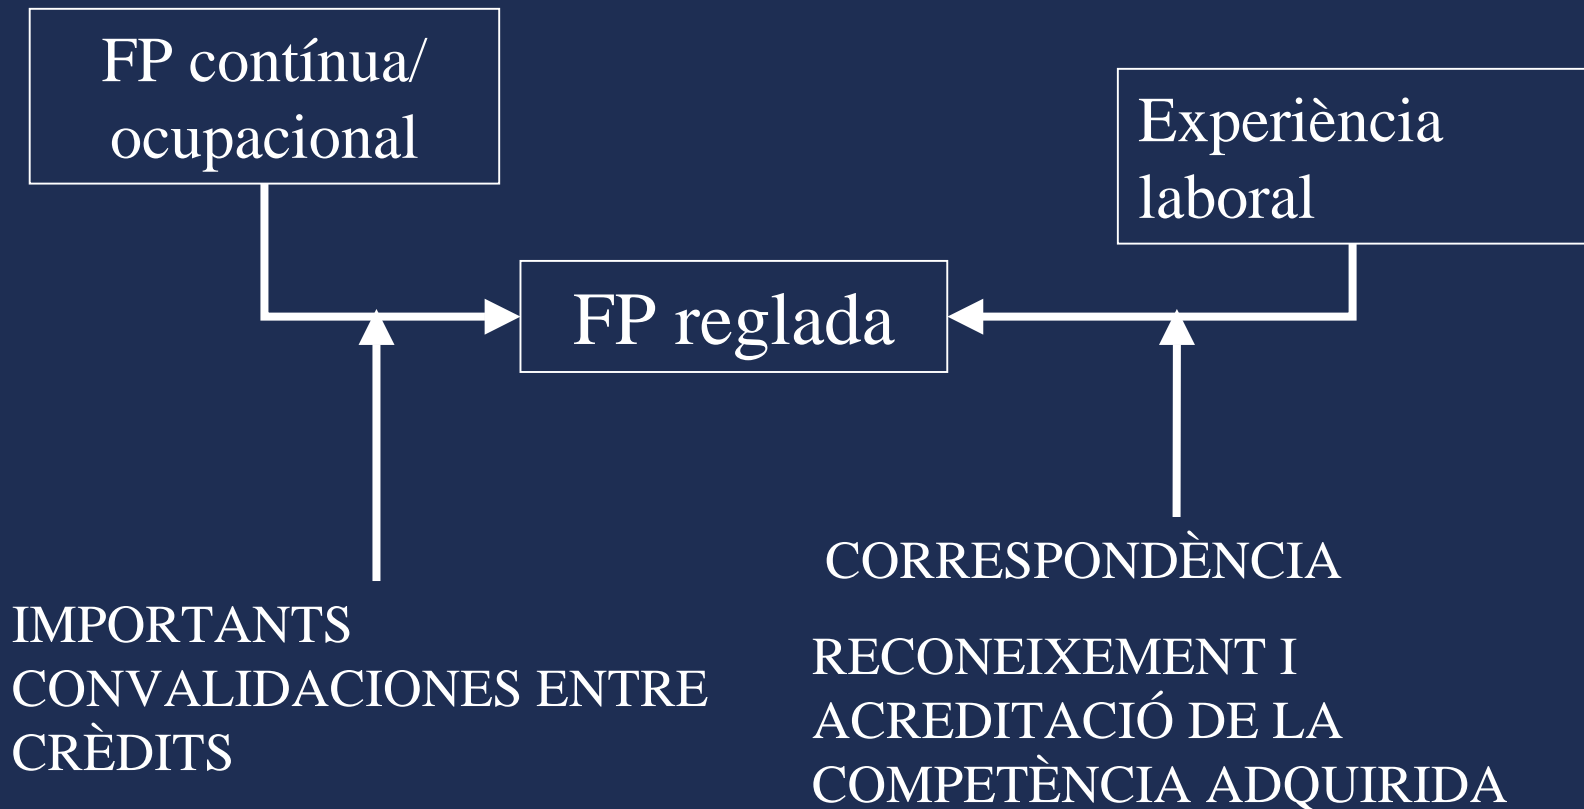 FP contínua/
ocupacional
Experiència
laboral
FP reglada
IMPORTANTS
CONVALIDACIONES ENTRE
CRÈDITS
CORRESPONDÈNCIA
RECONEIXEMENT I
ACREDITACIÓ DE LA
COMPETÈNCIA ADQUIRIDA